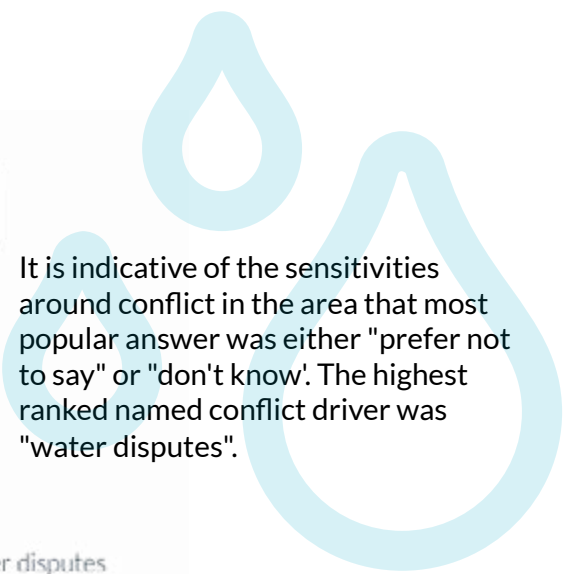 It is indicative of the sensitivities
around conflict in the area that most
popular answer was either "prefer not
to say" or "don't know'. The highest
ranked named conflict driver was
"water disputes".
disputes